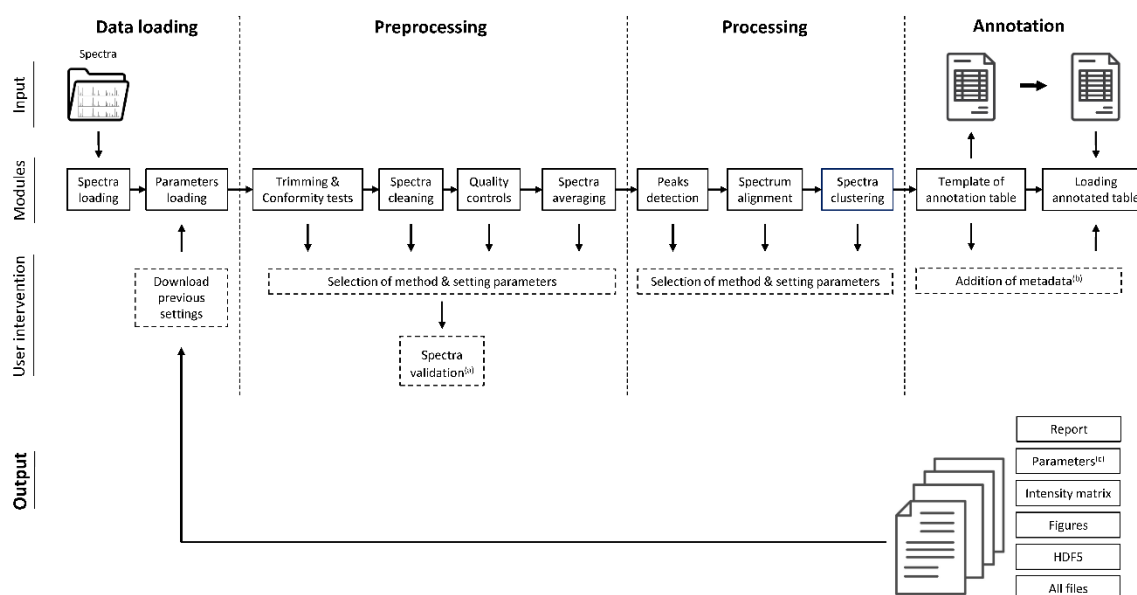 Data loading
Preprocessing
Processing
Annotation
Input
Spectra
Modules
Spectra
loading
Parameters
loading
Trimming &
Conformity tests
Spectra
cleaning
Quality
controls
Spectra
averaging
Peaks
detection
Spectrum
alignment
Spectra
clustering
Template of
annotation table
Loading
annotated table
User intervention
Download
previous
settings
Selection of method & setting parameters
Selection of method & setting parameters
Addition of metadata(b)
Spectra
validation(a)
Output
Report
Parameters(c)
Intensity matrix
Figures
HDF5
All files